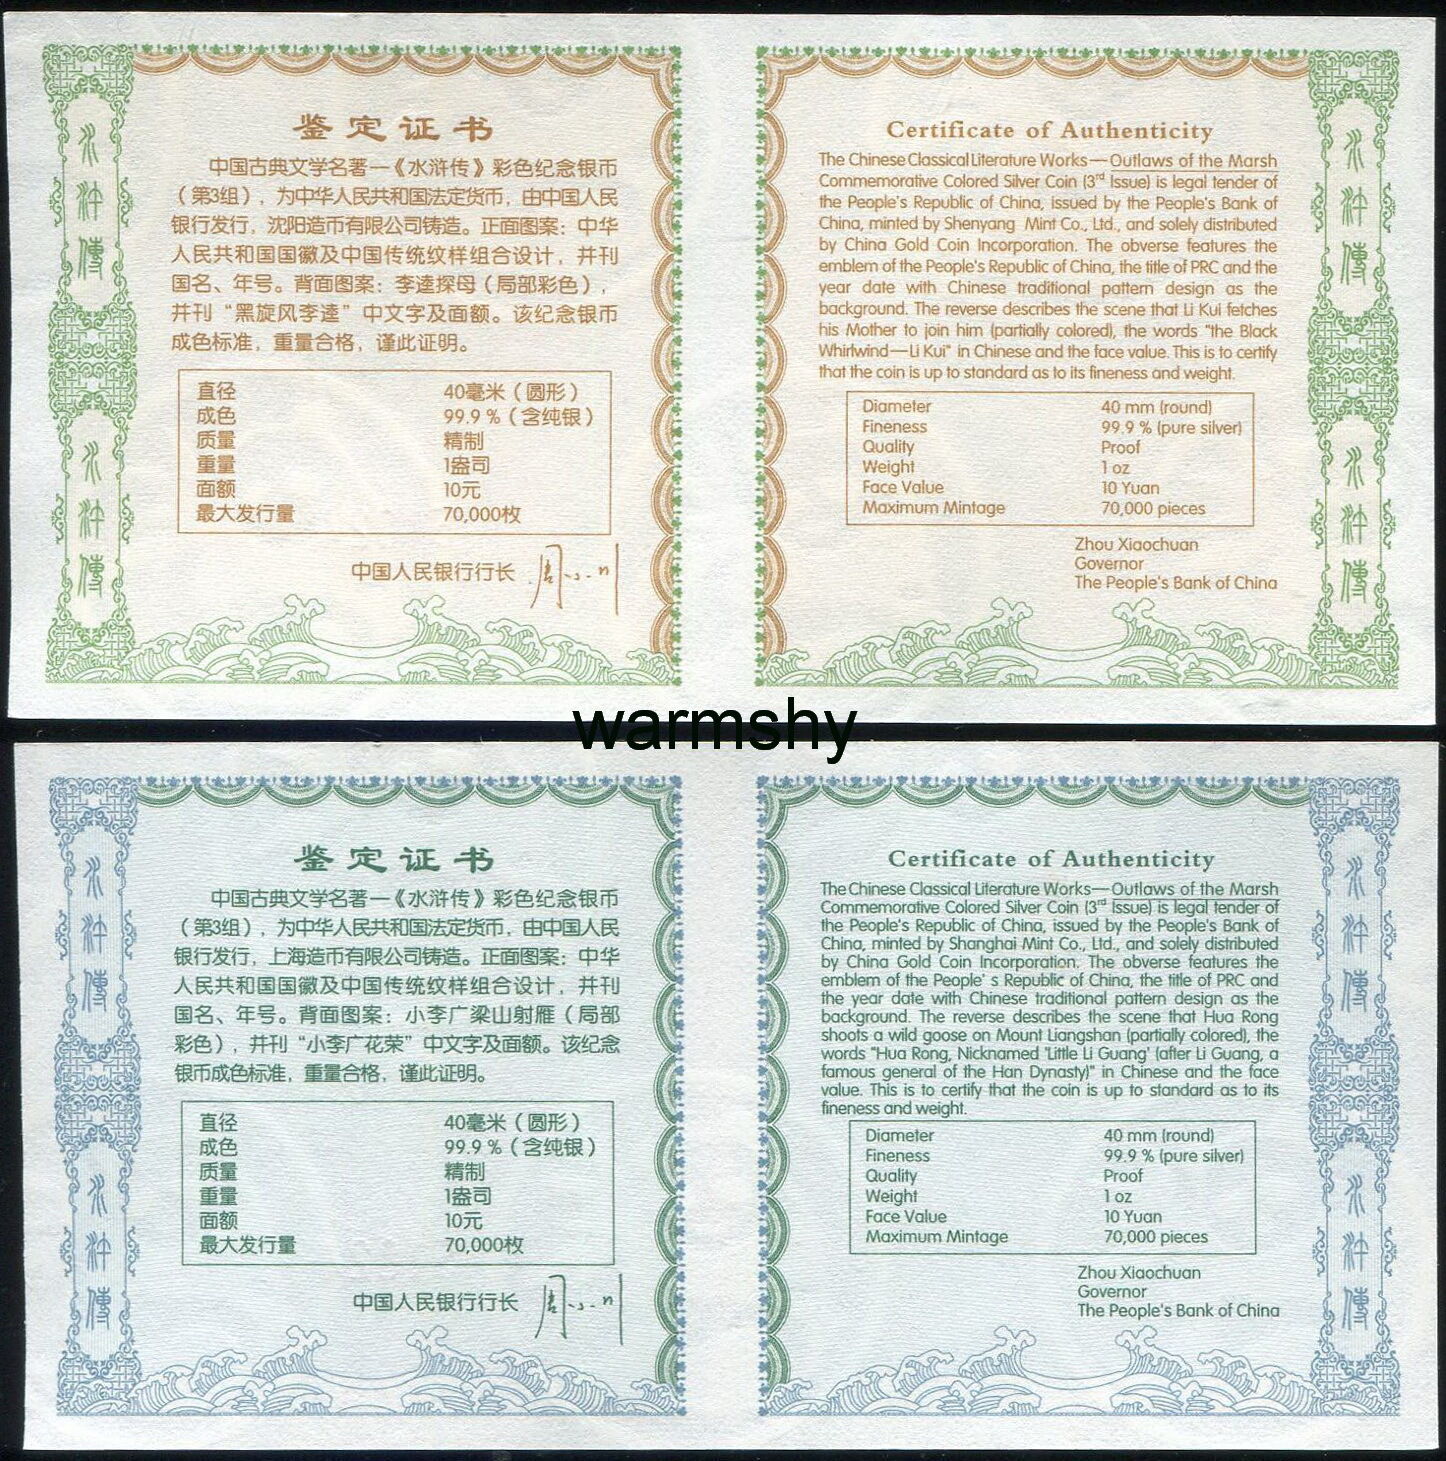 水
滸
傳
水
滸
傳
鉴定证书
中国古典文学名著—《水浒传》彩色纪念银币
（第3组），为中华人民共和国法定货币，由中国人民
银行发行，沈阳造币有限公司铸造。正面图案：中华
人民共和国国徽及中国传统纹样组合设计，并刊
国名、年号。背面图案：李逵探母（局部彩色），
并刊“黑旋风李逵”中文字及面额。该纪念银币
成色标准，重量合格，谨此证明。
直径 40毫米（圆形）
成色 99.9 %（含纯银）
质量 精制
重量 1盎司
面额 10元
最大发行量 70,000枚
中国人民银行行长 周小川
Certificate of Authenticity
The Chinese Classical Literature Works—Outlaws of the Marsh
Commemorative Colored Silver Coin (3rd Issue) is legal tender of
the People's Republic of China, issued by the People's Bank of
China, minted by Shenyang Mint Co., Ltd., and solely distributed
by China Gold Coin Incorporation. The obverse features the
emblem of the People's Republic of China, the title of PRC and the
year date with Chinese traditional pattern design as the
background. The reverse describes the scene that Li Kui fetches
his Mother to join him (partially colored), the words "the Black
Whirlwind—Li Kui" in Chinese and the face value. This is to certify
that the coin is up to standard as to its fineness and weight.
Diameter 40 mm (round)
Fineness 99.9 % (pure silver)
Quality Proof
Weight 1 oz
Face Value 10 Yuan
Maximum Mintage 70,000 pieces
Zhou Xiaochuan
Governor
The People's Bank of China
水
滸
傳
水
滸
傳
warmshy
水
滸
傳
水
滸
傳
鉴定证书
中国古典文学名著—《水浒传》彩色纪念银币
（第3组），为中华人民共和国法定货币，由中国人民
银行发行，上海造币有限公司铸造。正面图案：中华
人民共和国国徽及中国传统纹样组合设计，并刊
国名、年号。背面图案：小李广梁山射雁（局部
彩色），并刊“小李广花荣”中文字及面额。该纪念
银币成色标准，重量合格，谨此证明。
直径 40毫米（圆形）
成色 99.9 %（含纯银）
质量 精制
重量 1盎司
面额 10元
最大发行量 70,000枚
中国人民银行行长 周小川
Certificate of Authenticity
The Chinese Classical Literature Works—Outlaws of the Marsh
Commemorative Colored Silver Coin (3rd Issue) is legal tender of
the People's Republic of China, issued by the People's Bank of
China, minted by Shanghai Mint Co., Ltd., and solely distributed
by China Gold Coin Incorporation. The obverse features the
emblem of the People' s Republic of China, the title of PRC and
the year date with Chinese traditional pattern design as the
background. The reverse describes the scene that Hua Rong
shoots a wild goose on Mount Liangshan (partially colored), the
words "Hua Rong, Nicknamed 'Little Li Guang' (after Li Guang, a
famous general of the Han Dynasty)" in Chinese and the face
value. This is to certify that the coin is up to standard as to its
fineness and weight.
Diameter 40 mm (round)
Fineness 99.9 % (pure silver)
Quality Proof
Weight 1 oz
Face Value 10 Yuan
Maximum Mintage 70,000 pieces
Zhou Xiaochuan
Governor
The People's Bank of China
水
滸
傳
水
滸
傳